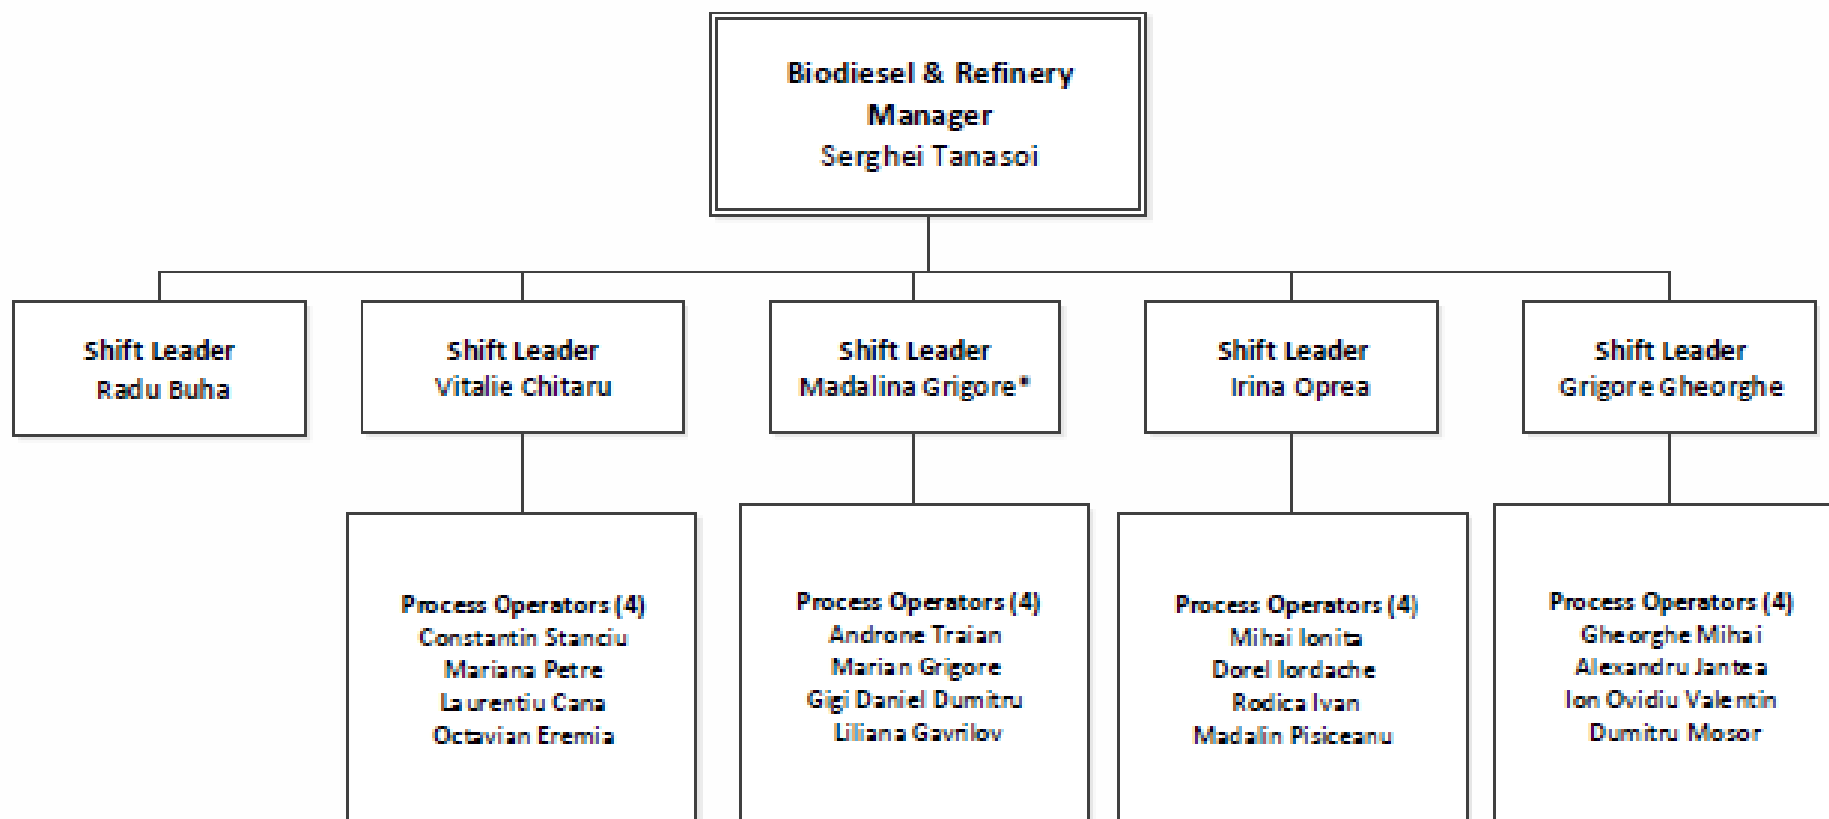 Biodiesel & Refinery
Manager
Serghei Tanasoi
Shift Leader
Radu Buha
Shift Leader
Vitalie Chitaru
Shift Leader
Madalina Grigore*
Shift Leader
Irina Oprea
Shift Leader
Grigore Gheorghe
Process Operators (4)
Constantin Stanciu
Mariana Petre
Laurentiu Cana
Octavian Eremia
Process Operators (4)
Androne Traian
Marian Grigore
Gigi Daniel Dumitru
Liliana Gavrilov
Process Operators (4)
Mihai Ionita
Dorel Iordache
Rodica Ivan
Madalin Pisiceanu
Process Operators (4)
Gheorghe Mihai
Alexandru Jantea
Ion Ovidiu Valentin
Dumitru Mosor